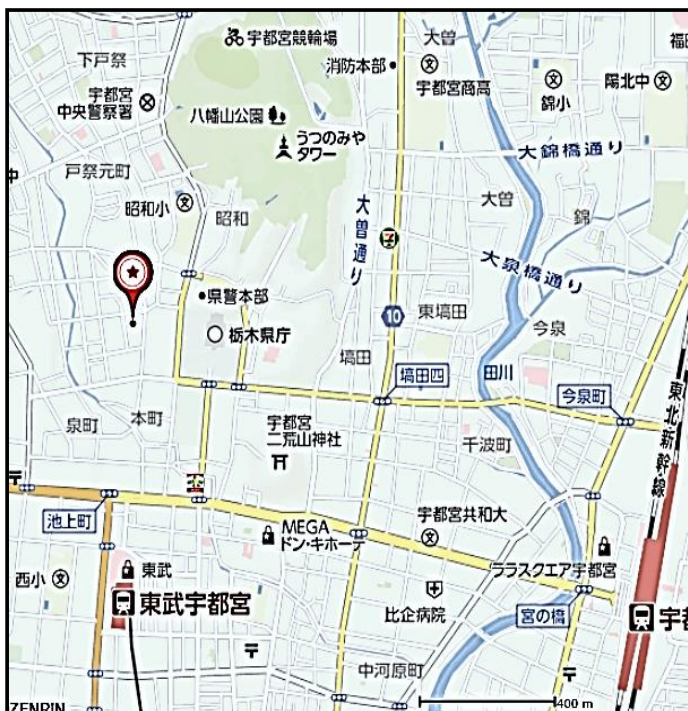 宇都宮競輪場
大曽
福田
下戸祭
消防本部
宇都宮商高
錦小
陽北中
宇都宮
中央警察署
八幡山公園
うつのみや
タワー
大錦橋通り
戸祭元町
中
昭和小
昭和
大曽通り
大曽
錦
大泉橋通り
7
県警本部
10
東塙田
今泉
栃木県庁
塙田
塙田四
田川
今泉町
東北新幹線
泉町
本町
宇都宮
二荒山神社
千波町
池上町
MEGA
ドン・キホーテ
宇都宮共和大
西小
東武
ララスクエア宇都宮
東武宇都宮
比企病院
宮の橋
宇都
中河原町
ZENRIN
400 m